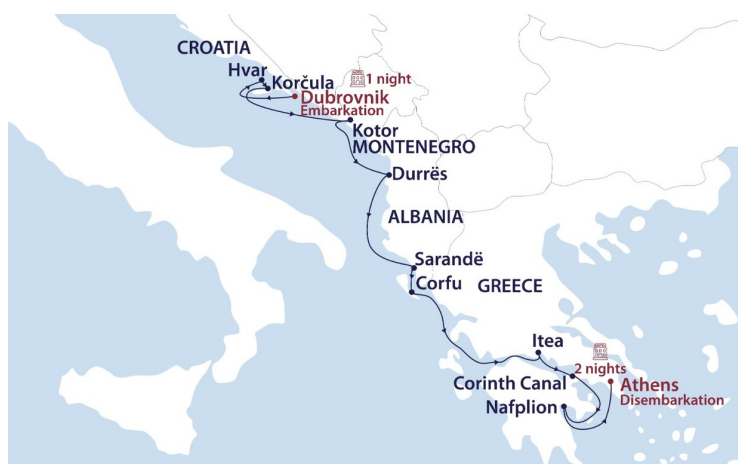 CROATIA
Hvar
Korčula
1 night
Dubrovnik
Embarkation
Kotor
MONTENEGRO
Durrës
ALBANIA
Sarandë
Corfu
GREECE
Itea
2 nights
Corinth Canal
Athens
Nafplion
Disembarkation